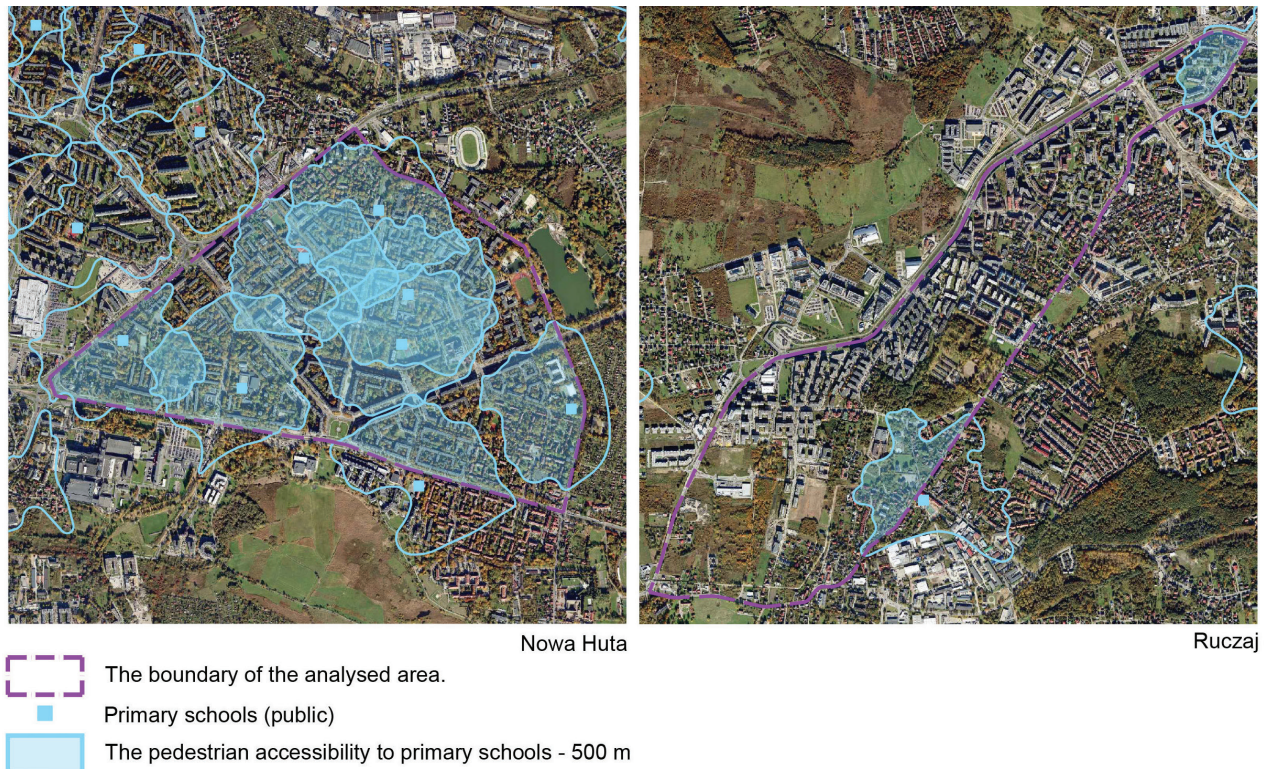 Nowa Huta
Ruczaj
The boundary of the analysed area.
Primary schools (public)
The pedestrian accessibility to primary schools - 500 m